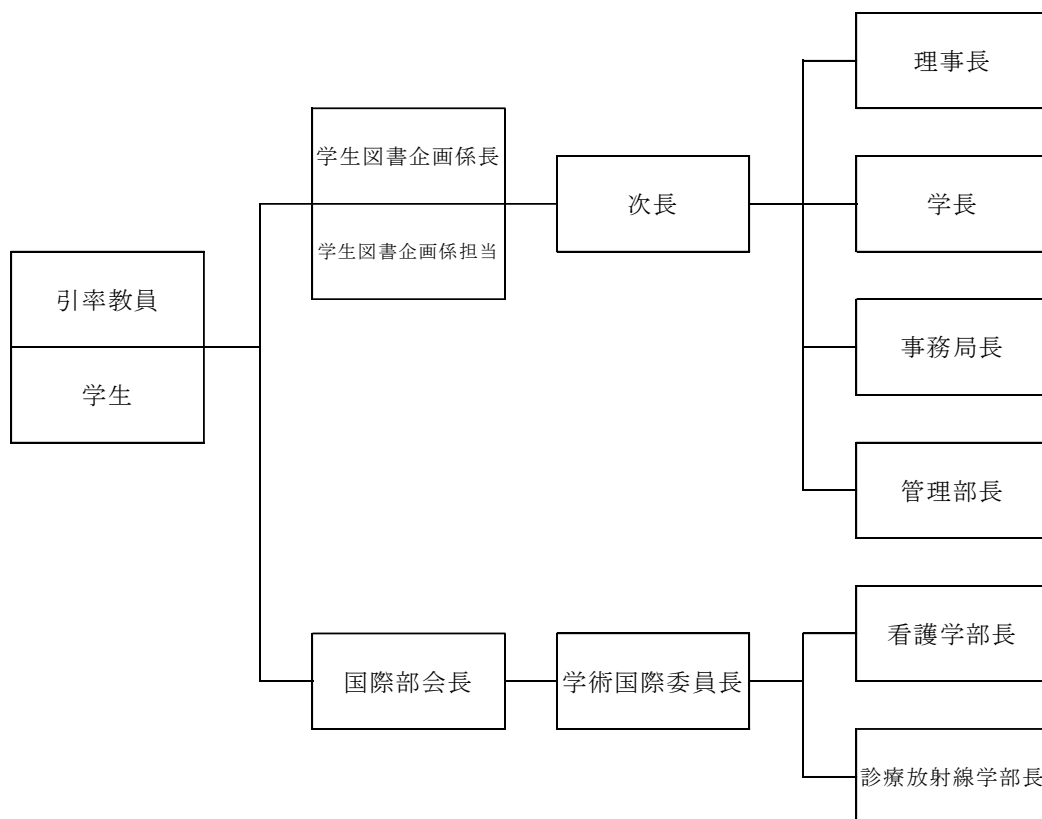 引率教員
学生
学生図書企画係長
学生図書企画係担当
次長
理事長
学長
事務局長
管理部長
国際部会長
学術国際委員長
看護学部長
診療放射線学部長